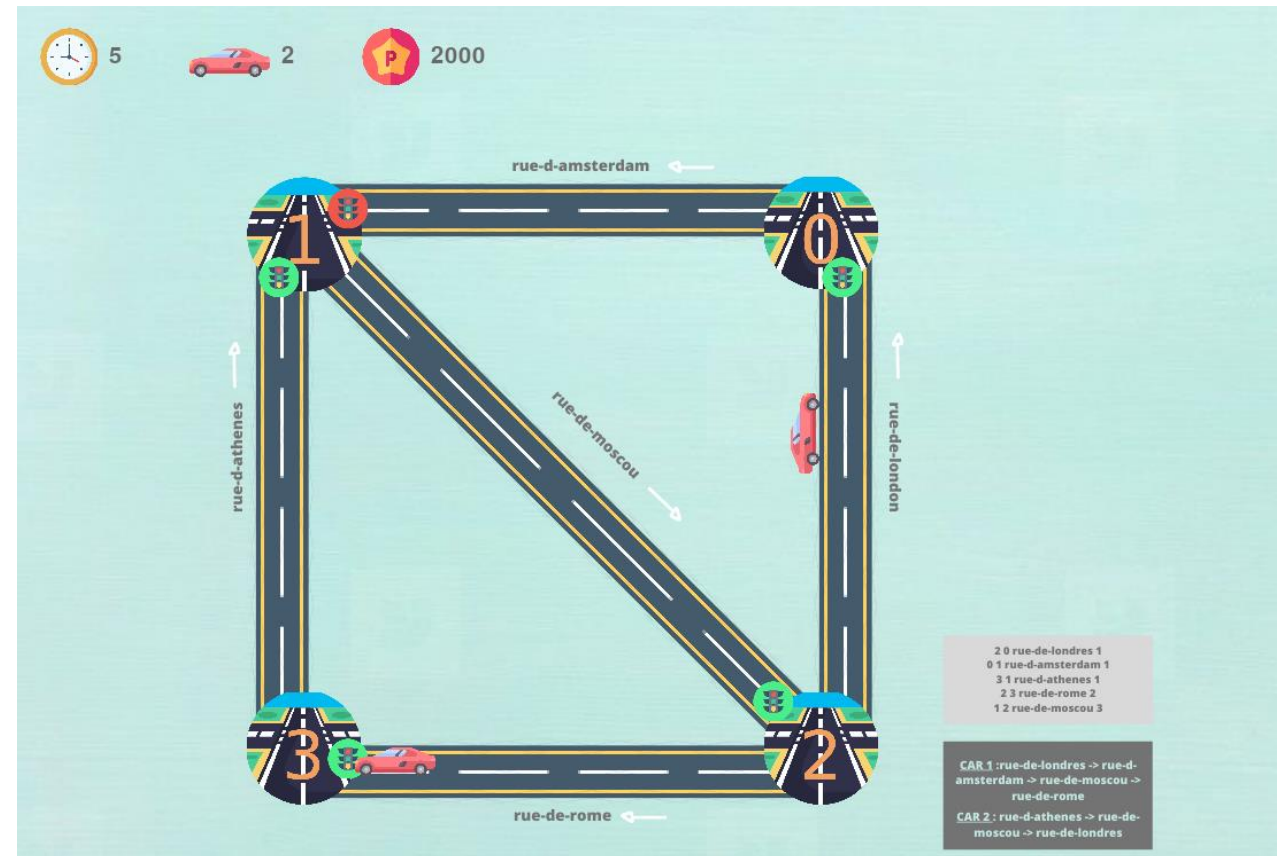 5
2
P
2000
rue-d-amsterdam
1
0
rue-d-athenes
rue-de-moscou
rue-de-london
3
2
rue-de-rome
2 0 rue-de-londres 1
0 1 rue-d-amsterdam 1
3 1 rue-d-athenes 1
2 3 rue-de-rome 2
1 2 rue-de-moscou 3
CAR 1 :rue-de-londres -> rue-d-
amsterdam -> rue-de-moscou ->
rue-de-rome
CAR 2 : rue-d-athenes -> rue-de-
moscou -> rue-de-londres